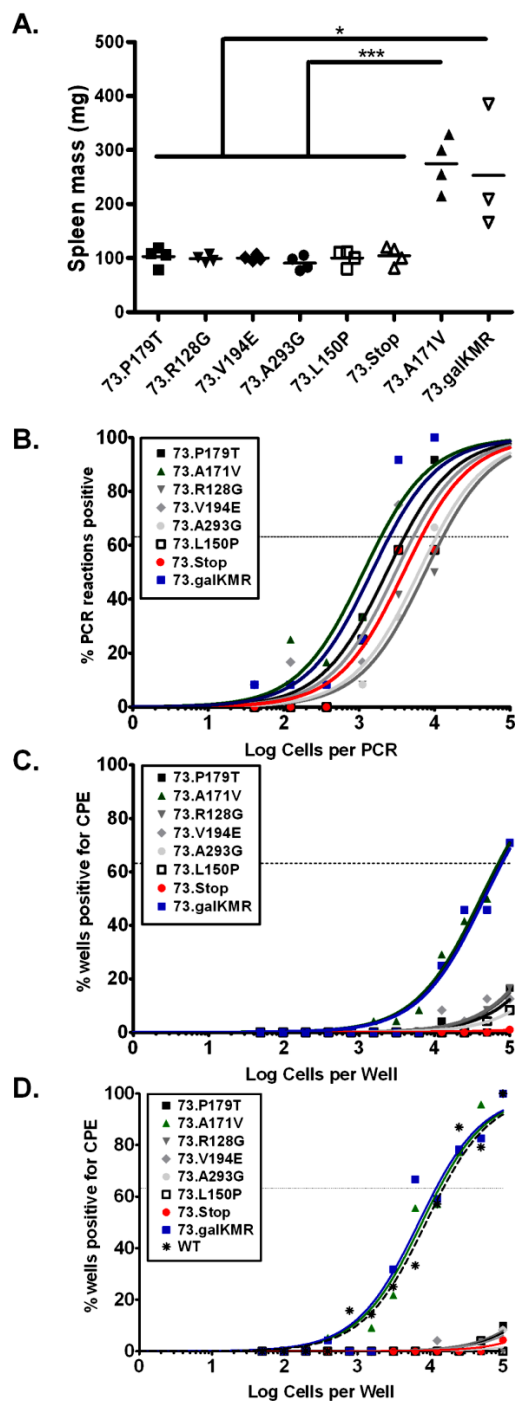 A.
*
***
Spleen mass (mg)
500
400
300
200
100
0
73.P179T
73.R128G
73.V194E
73.A293G
73.L150P
73.Stop
73.A171V
73.galKMR
B.
% PCR reactions positive
100
80
60
40
20
0
73.P179T
73.A171V
73.R128G
73.V194E
73.A293G
73.L150P
73.Stop
73.galKMR
0 1 2 3 4 5
Log Cells per PCR
C.
% wells positive for CPE
100
80
60
40
20
0
73.P179T
73.A171V
73.R128G
73.V194E
73.A293G
73.L150P
73.Stop
73.galKMR
0 1 2 3 4 5
Log Cells per Well
D.
% wells positive for CPE
100
80
60
40
20
0
73.P179T
73.A171V
73.R128G
73.V194E
73.A293G
73.L150P
73.Stop
73.galKMR
WT
0 1 2 3 4 5
Log Cells per Well